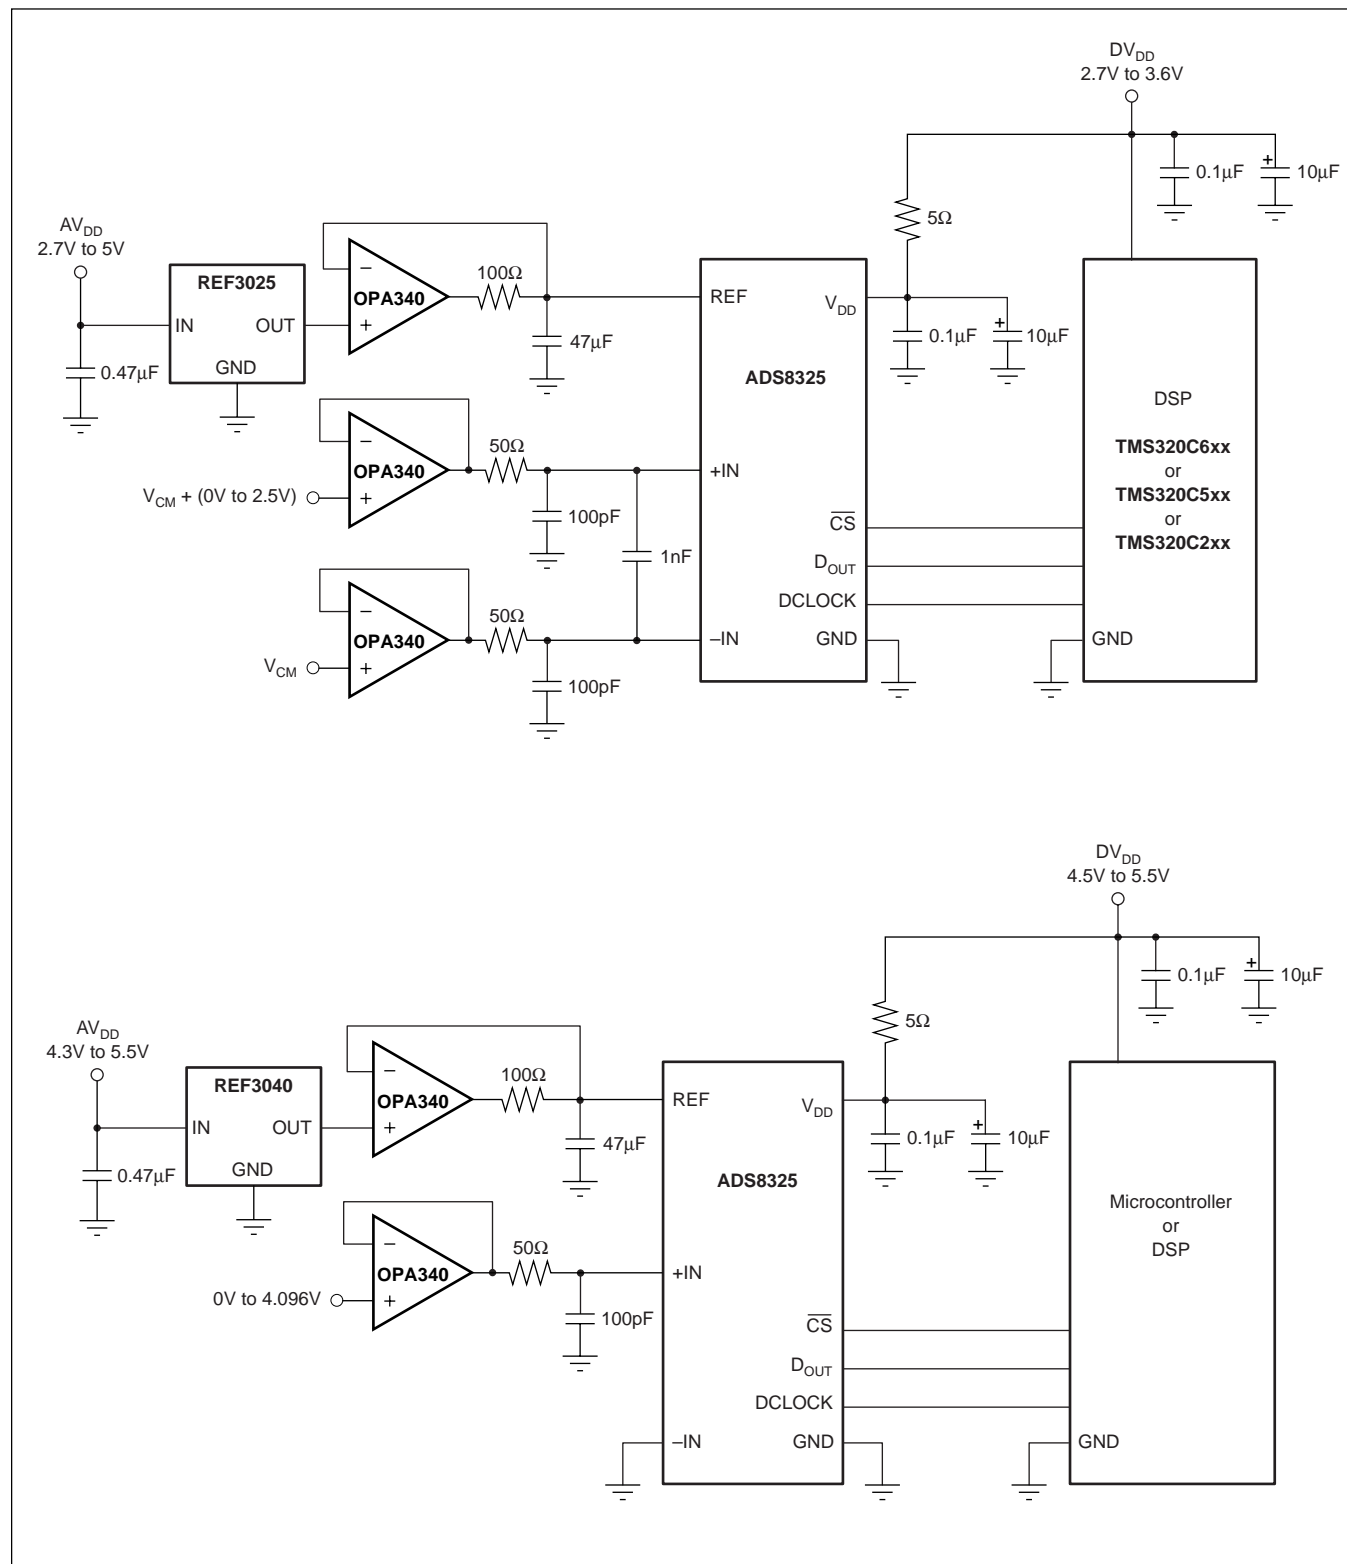 DV_DD
2.7V to 3.6V
0.1µF
+
10µF
5Ω
AV_DD
2.7V to 5V
REF3025
IN
OUT
GND
0.47µF
−
OPA340
+
100Ω
47µF
REF
V_DD
0.1µF
+
10µF
ADS8325
DSP
TMS320C6xx
or
TMS320C5xx
or
TMS320C2xx
−
OPA340
+
V_CM + (0V to 2.5V)
50Ω
100pF
1nF
+IN
C̅S̅
D_OUT
DCLOCK
−
OPA340
+
V_CM
50Ω
100pF
–IN
GND
GND
DV_DD
4.5V to 5.5V
0.1µF
+
10µF
5Ω
AV_DD
4.3V to 5.5V
REF3040
IN
OUT
GND
0.47µF
−
OPA340
+
100Ω
47µF
REF
V_DD
0.1µF
+
10µF
ADS8325
Microcontroller
or
DSP
−
OPA340
+
0V to 4.096V
50Ω
100pF
+IN
C̅S̅
D_OUT
DCLOCK
–IN
GND
GND